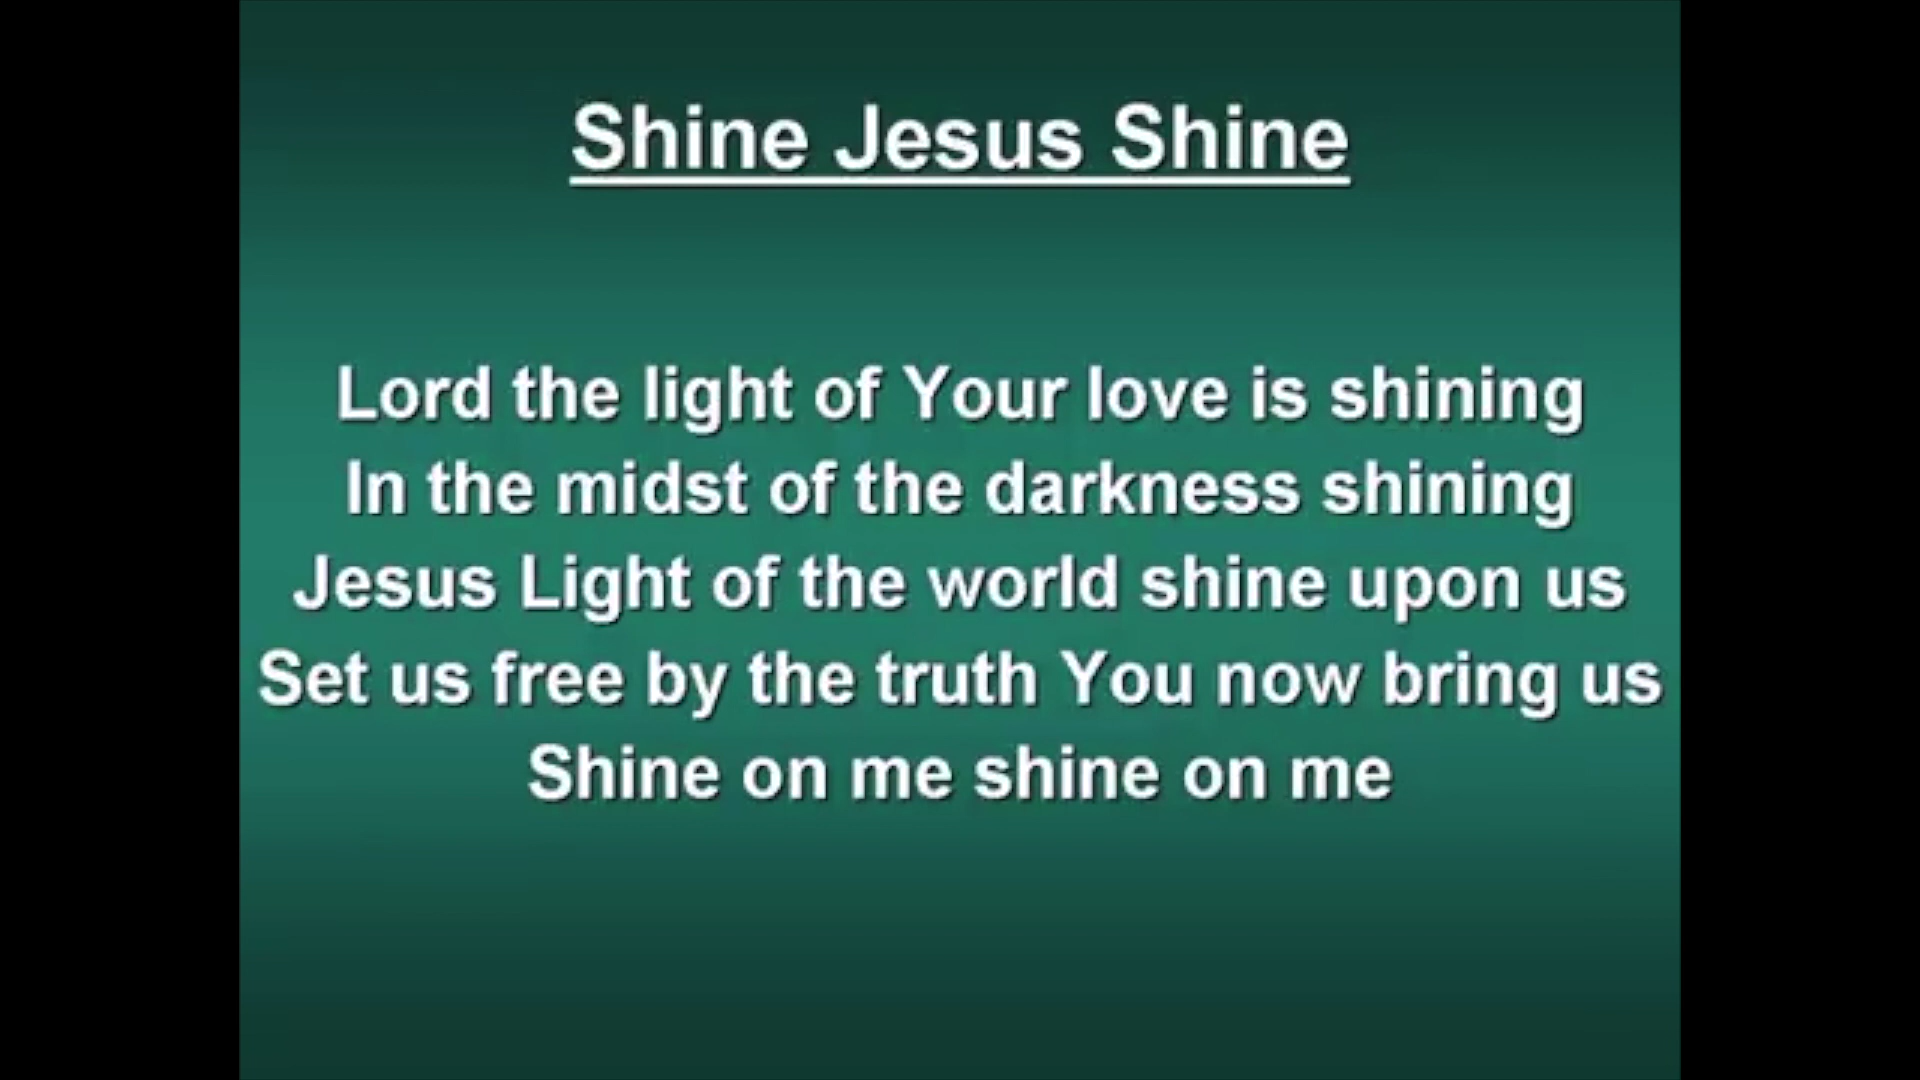 Shine Jesus Shine
Lord the light of Your love is shining
In the midst of the darkness shining
Jesus Light of the world shine upon us
Set us free by the truth You now bring us
Shine on me shine on me